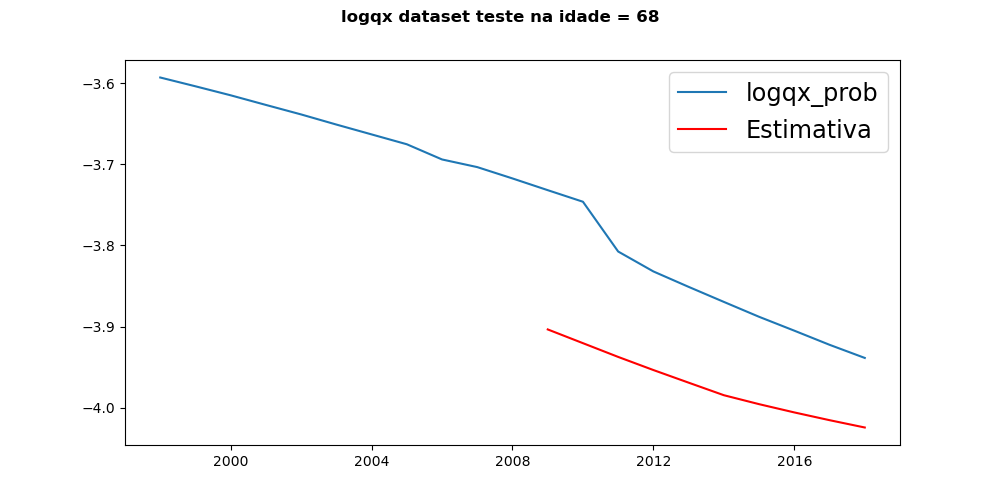 logqx dataset teste na idade = 68
logqx_prob
Estimativa
−3.6
−3.7
−3.8
−3.9
−4.0
2000 2004 2008 2012 2016